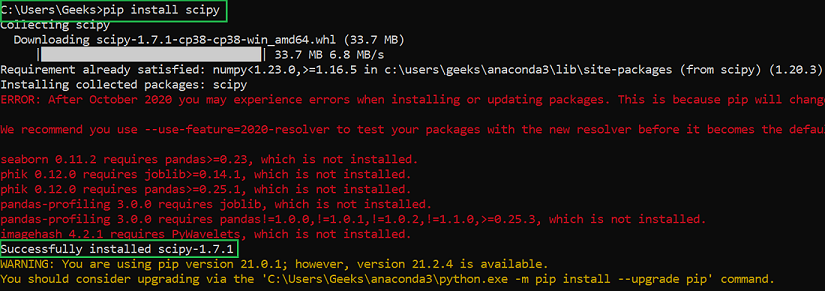 C:\Users\Geeks>pip install scipy
Collecting scipy
Downloading scipy-1.7.1-cp38-cp38-win_amd64.whl (33.7 MB)
| | 33.7 MB 6.8 MB/s
Requirement already satisfied: numpy<1.23.0,>=1.16.5 in c:\users\geeks\anaconda3\lib\site-packages (from scipy) (1.20.3)
Installing collected packages: scipy
ERROR: After October 2020 you may experience errors when installing or updating packages. This is because pip will chang
We recommend you use --use-feature=2020-resolver to test your packages with the new resolver before it becomes the defau
seaborn 0.11.2 requires pandas>=0.23, which is not installed.
phik 0.12.0 requires joblib>=0.14.1, which is not installed.
phik 0.12.0 requires pandas>=0.25.1, which is not installed.
pandas-profiling 3.0.0 requires joblib, which is not installed.
pandas-profiling 3.0.0 requires pandas!=1.0.0,!=1.0.1,!=1.0.2,!=1.1.0,>=0.25.3, which is not installed.
imagehash 4.2.1 requires PyWavelets, which is not installed.
Successfully installed scipy-1.7.1
WARNING: You are using pip version 21.0.1; however, version 21.2.4 is available.
You should consider upgrading via the 'C:\Users\Geeks\anaconda3\python.exe -m pip install --upgrade pip' command.